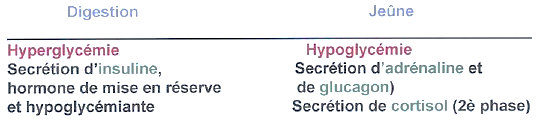 Digestion Jeûne
Hyperglycémie
Secrétion d'insuline,
hormone de mise en réserve
et hypoglycémiante
Hypoglycémie
Secrétion d'adrénaline et
de glucagon)
Secrétion de cortisol (2è phase)